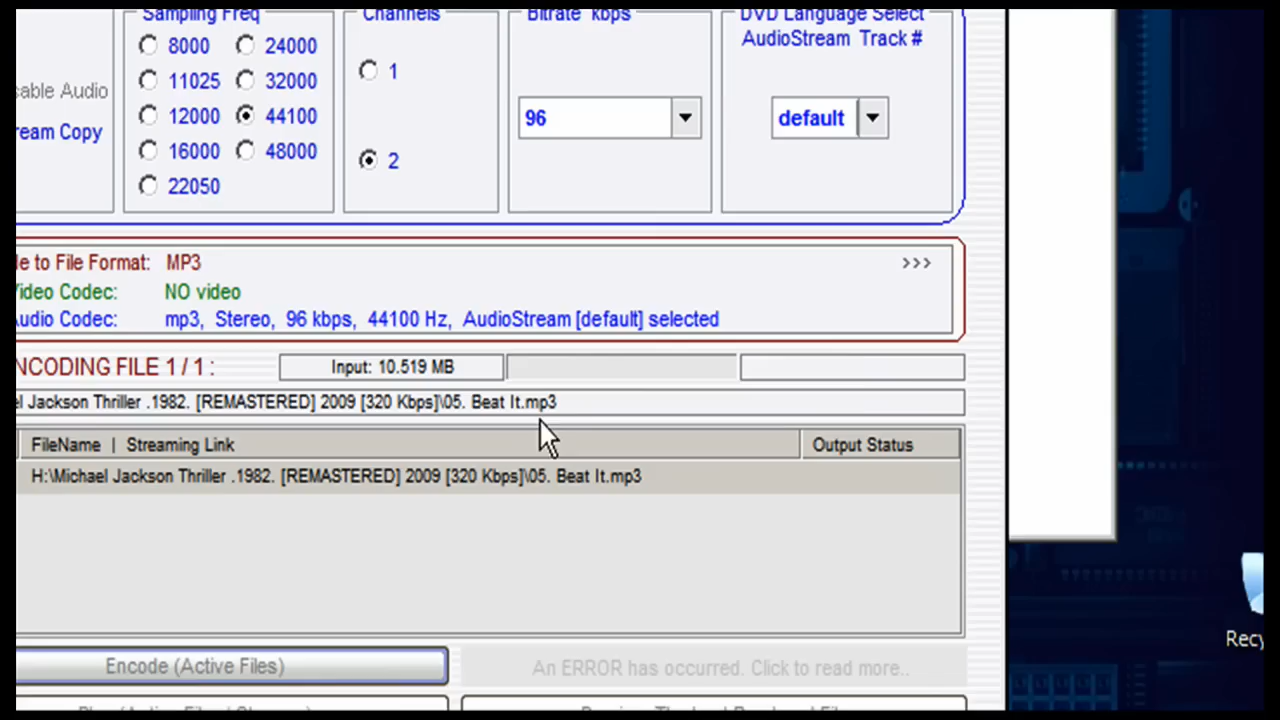 Sampling Freq
Channels
Bitrate kbps
DVD Language Select
AudioStream Track #
8000
24000
11025
32000
12000
44100
16000
48000
22050
1
2
96
default
able Audio
ream Copy
le to File Format: MP3
>>>
Video Codec: NO video
Audio Codec: mp3, Stereo, 96 kbps, 44100 Hz, AudioStream [default] selected
NCODING FILE 1 / 1 :
Input: 10.519 MB
el Jackson Thriller .1982. [REMASTERED] 2009 [320 Kbps]\05. Beat It.mp3
FileName | Streaming Link
Output Status
H:\Michael Jackson Thriller .1982. [REMASTERED] 2009 [320 Kbps]\05. Beat It.mp3
Encode (Active Files)
An ERROR has occurred. Click to read more..
Recy